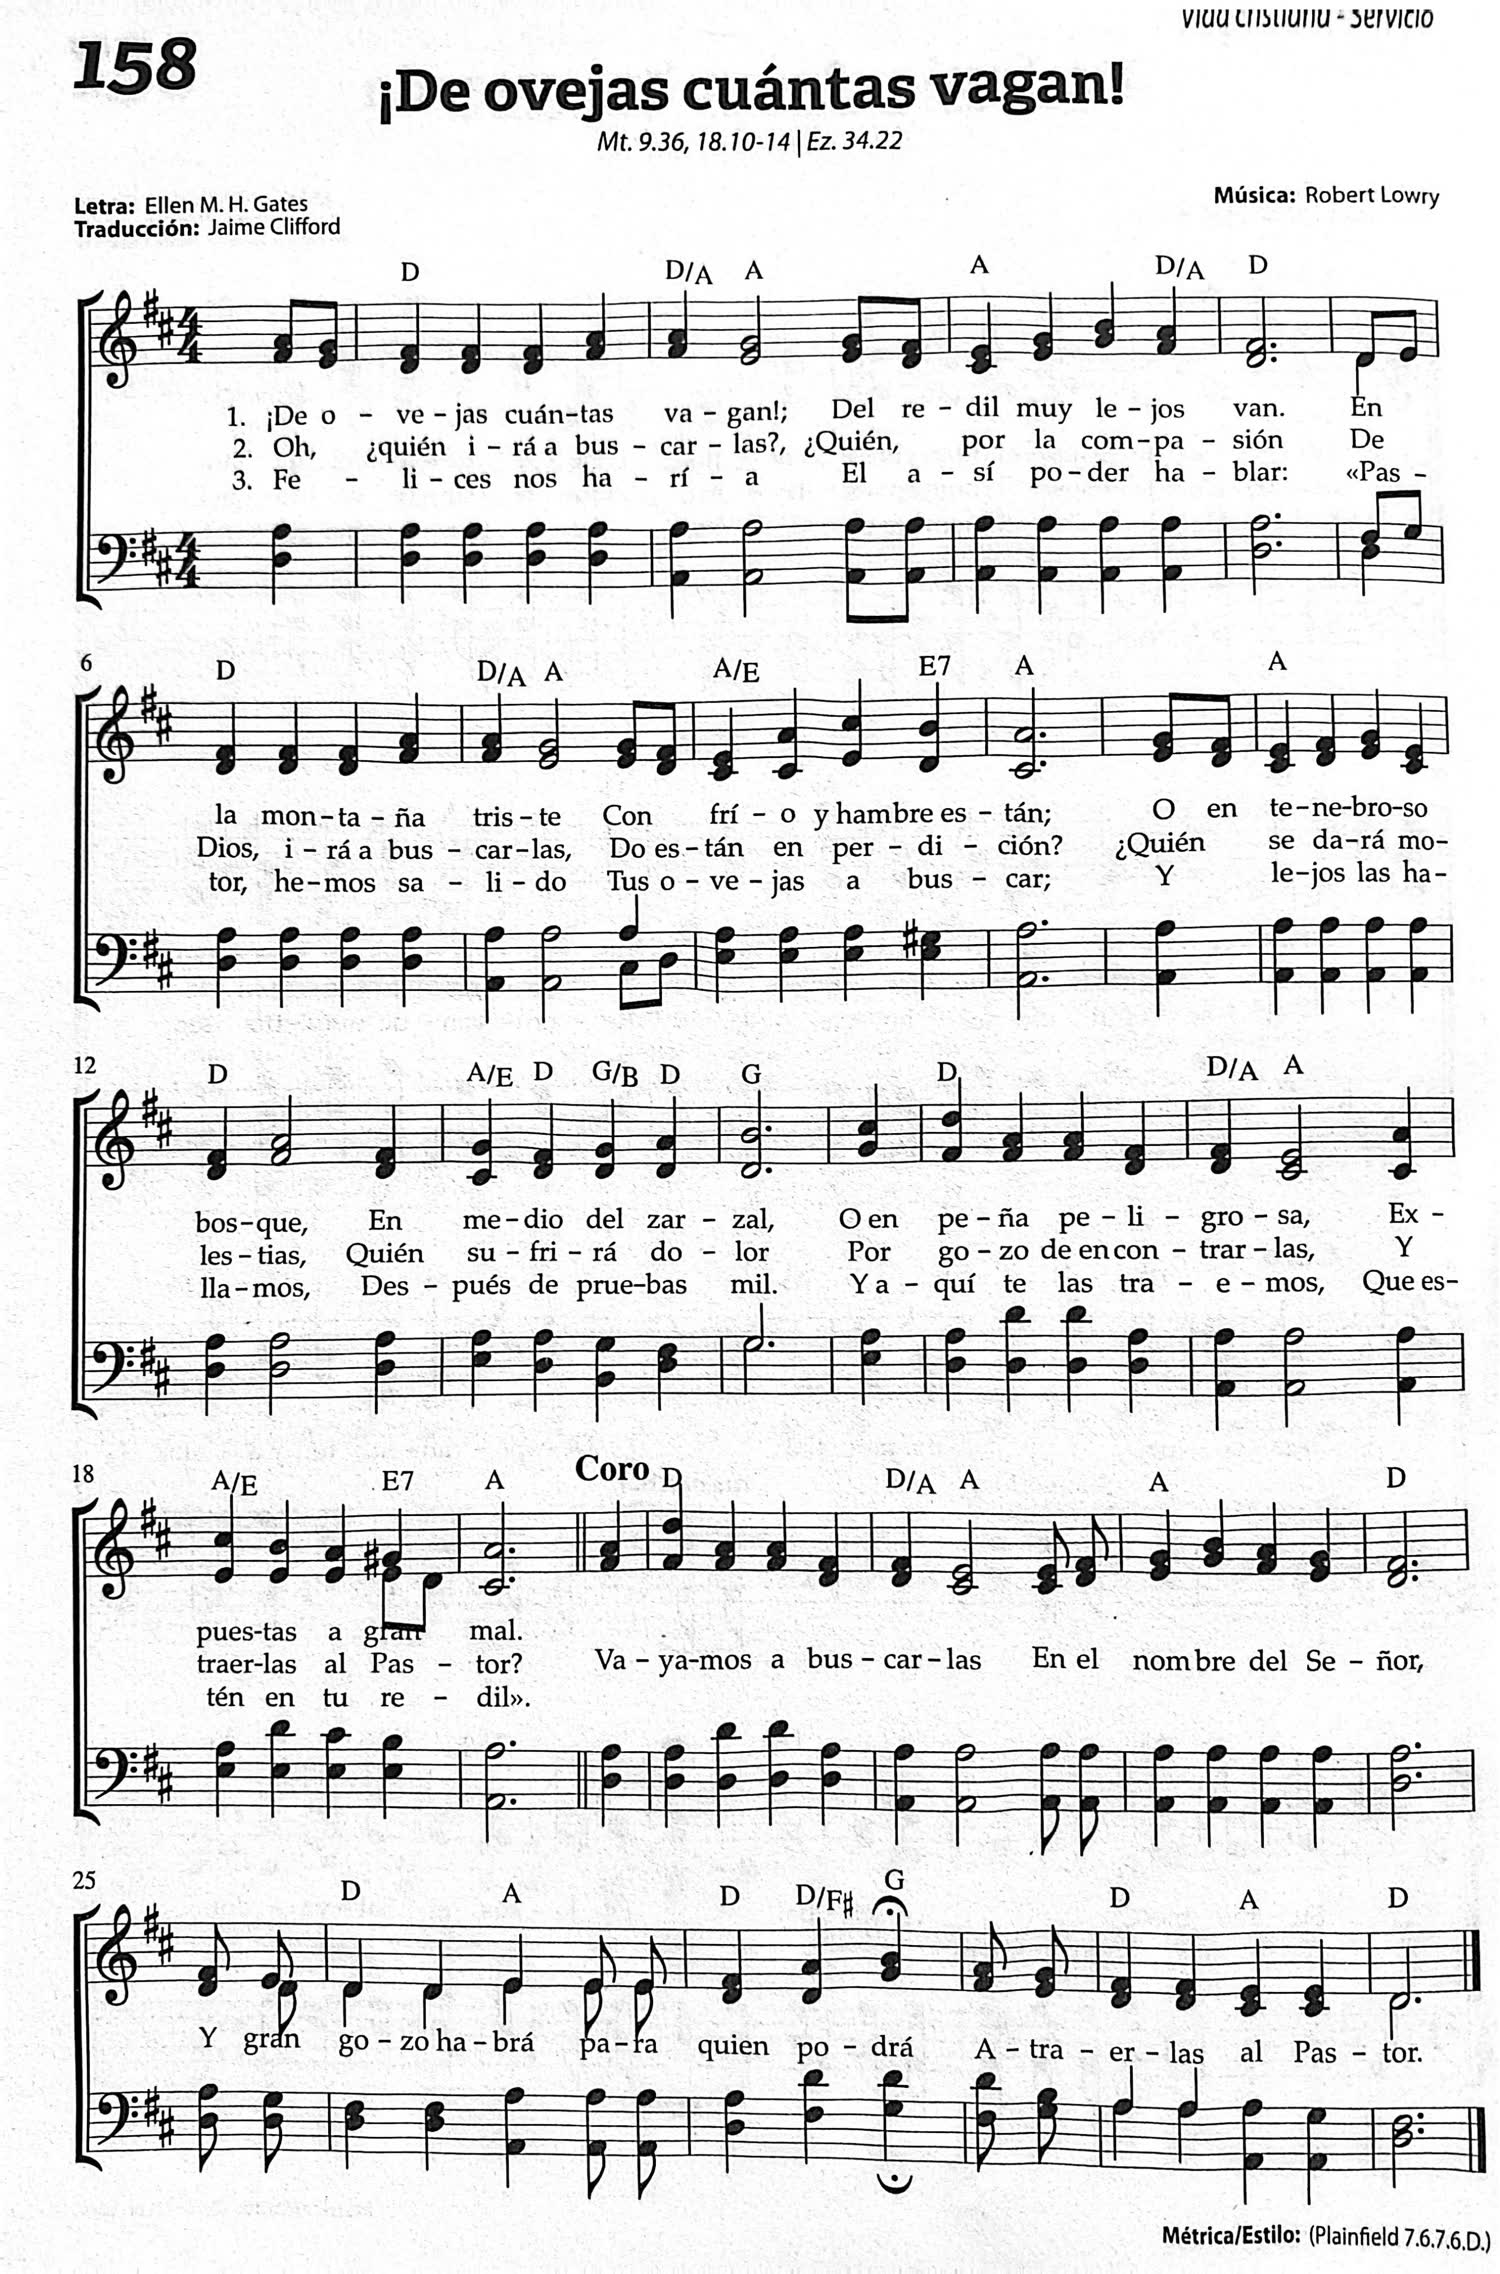 Vida cristiana - Servicio
158
¡De ovejas cuántas vagan!
Mt. 9.36, 18.10-14 | Ez. 34.22
Letra: Ellen M. H. Gates
Música: Robert Lowry
Traducción: Jaime Clifford
D D/A A A D/A D
4 4
1. ¡De o – ve – jas cuán–tas va – gan!; Del re – dil muy le – jos van. En
2. Oh, ¿quién i – rá a bus – car – las?, ¿Quién, por la com–pa – sión De
3. Fe – li – ces nos ha – rí – a El a – sí po–der ha – blar: «Pas –
4 4
6 D D/A A A/E E7 A A
la mon–ta – ña tris – te Con frí – o y hambre es – tán; O en te–ne–bro–so
Dios, i – rá a bus – car–las, Do es – tán en per – di – ción? ¿Quién se da–rá mo–
tor, he–mos sa – li – do Tus o – ve – jas a bus – car; Y le–jos las ha–
12 D A/E D G/B D G D D/A A
bos–que, En me–dio del zar – zal, O en pe – ña pe – li – gro – sa, Ex –
les – tias, Quién su – fri – rá do – lor Por go – zo de en con – trar – las, Y
lla–mos, Des – pués de prue–bas mil. Y a – quí te las tra – e – mos, Que es–
18 A/E E7 A Coro D D/A A A D
pues-tas a gran mal.
traer-las al Pas – tor? Va – ya–mos a bus – car – las En el nombre del Se – ñor,
tén en tu re – dil».
25 D A D D/F# G D A D
Y gran go – zo ha – brá pa – ra quien po – drá A – tra – er – las al Pas – tor.
Métrica/Estilo: (Plainfield 7.6.7.6.D.)